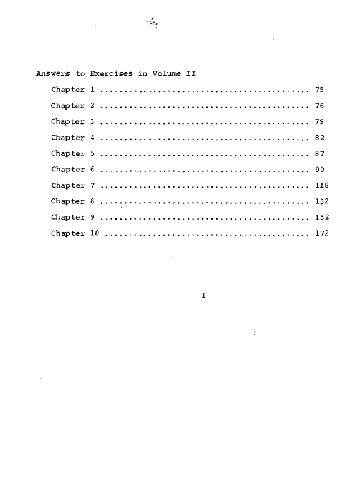 Answers to Exercises in Volume II
Chapter 1 .......................................... 75
Chapter 2 .......................................... 76
Chapter 3 .......................................... 79
Chapter 4 .......................................... 82
Chapter 5 .......................................... 87
Chapter 6 .......................................... 90
Chapter 7 .......................................... 118
Chapter 8 .......................................... 132
Chapter 9 .......................................... 152
Chapter 10 ......................................... 172
i